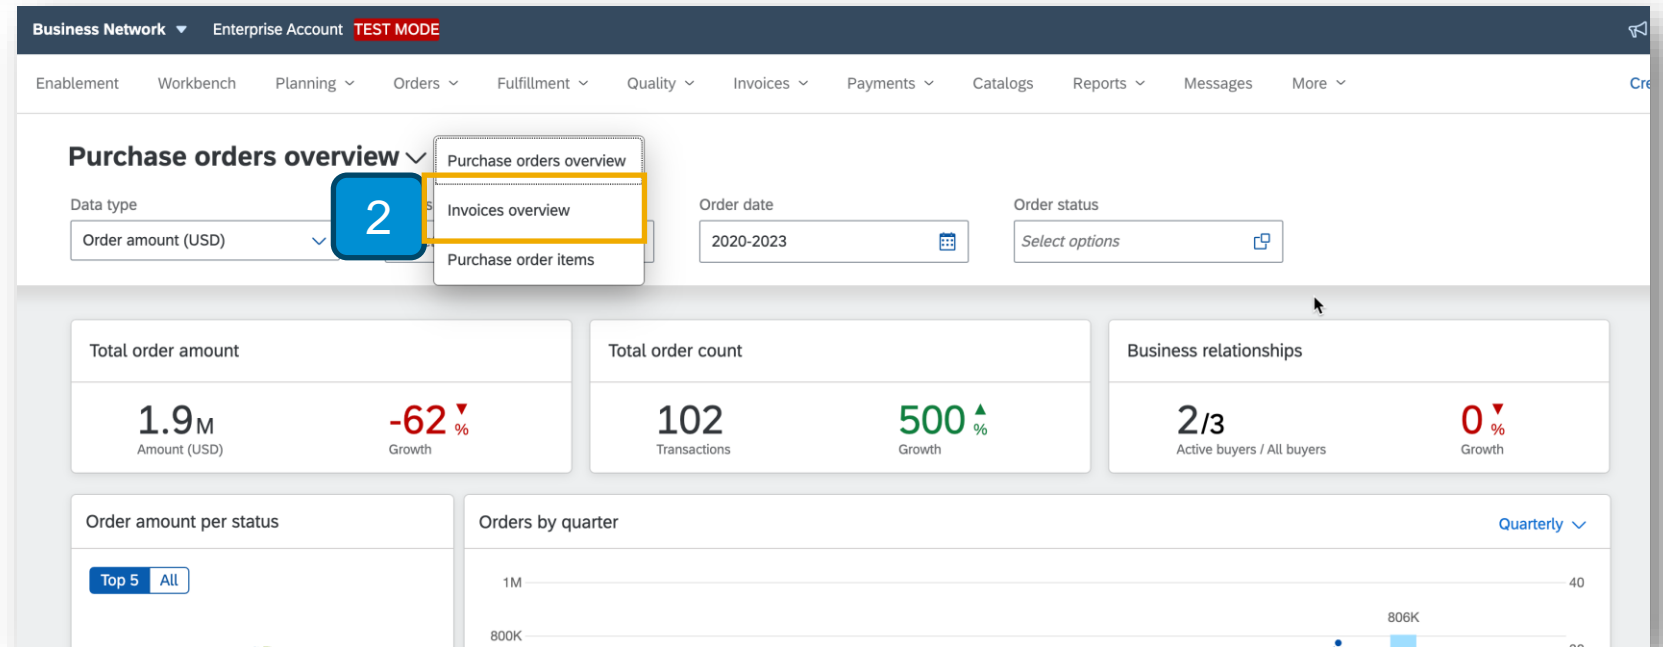 Business Network Enterprise Account TEST MODE
Enablement Workbench Planning Orders Fulfillment Quality Invoices Payments Catalogs Reports Messages More
Purchase orders overview
Purchase orders overview
Invoices overview
Purchase order items
2
Data type Order date Order status
Order amount (USD) 2020-2023 Select options
Total order amount
1.9M -62 %
Amount (USD) Growth
Total order count
102 500 %
Transactions Growth
Business relationships
2/3 0 %
Active buyers / All buyers Growth
Order amount per status
Top 5 All
Orders by quarter Quarterly
1M 40
806K
800K